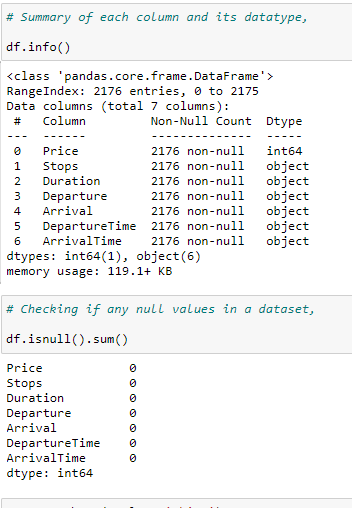 # Summary of each column and its datatype,
df.info()
<class 'pandas.core.frame.DataFrame'>
RangeIndex: 2176 entries, 0 to 2175
Data columns (total 7 columns):
 #   Column         Non-Null Count  Dtype
---  ------         --------------  -----
 0   Price          2176 non-null   int64
 1   Stops          2176 non-null   object
 2   Duration       2176 non-null   object
 3   Departure      2176 non-null   object
 4   Arrival        2176 non-null   object
 5   DepartureTime  2176 non-null   object
 6   ArrivalTime    2176 non-null   object
dtypes: int64(1), object(6)
memory usage: 119.1+ KB
# Checking if any null values in a dataset,
df.isnull().sum()
Price            0
Stops            0
Duration         0
Departure        0
Arrival          0
DepartureTime    0
ArrivalTime      0
dtype: int64